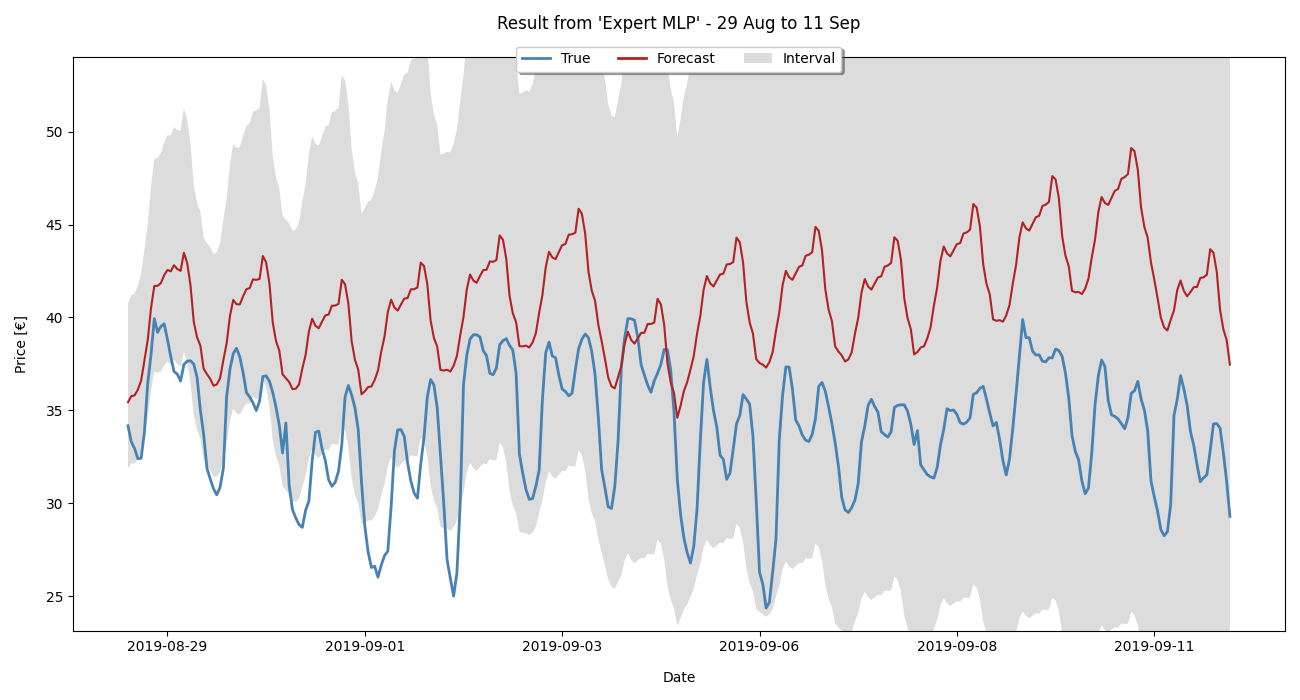 Result from 'Expert MLP' - 29 Aug to 11 Sep
True Forecast Interval
Price [€]
50
45
40
35
30
25
2019-08-29 2019-09-01 2019-09-03 2019-09-06 2019-09-08 2019-09-11
Date